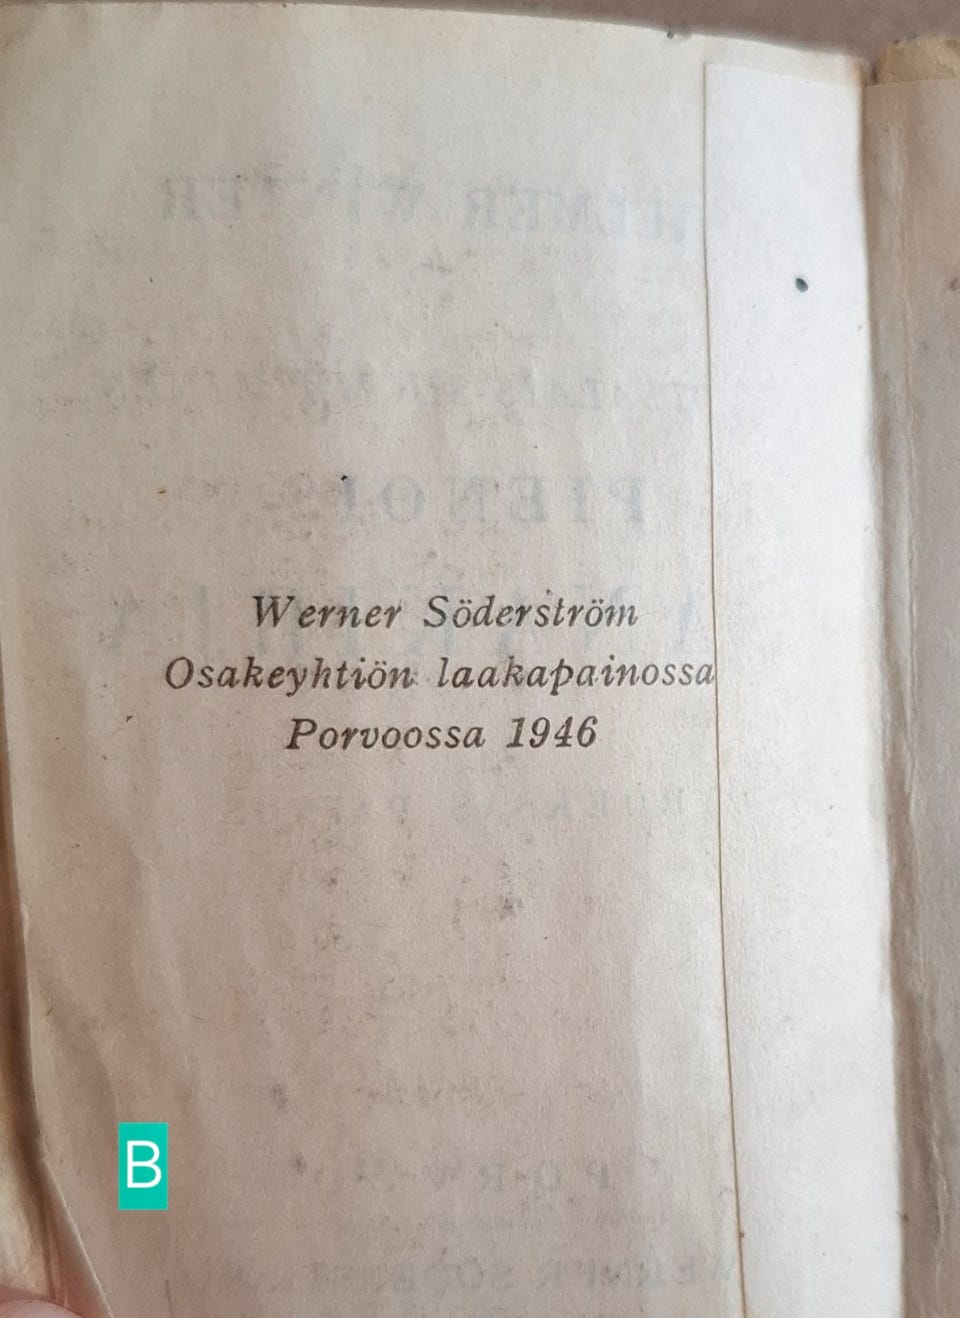 Werner Söderström
Osakeyhtiön laakapainossa
Porvoossa 1946
B